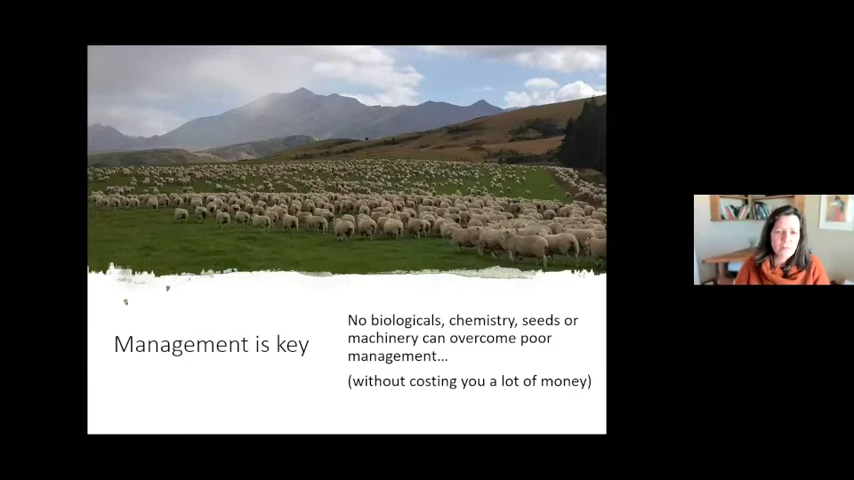 Management is key
No biologicals, chemistry, seeds or
machinery can overcome poor
management...
(without costing you a lot of money)